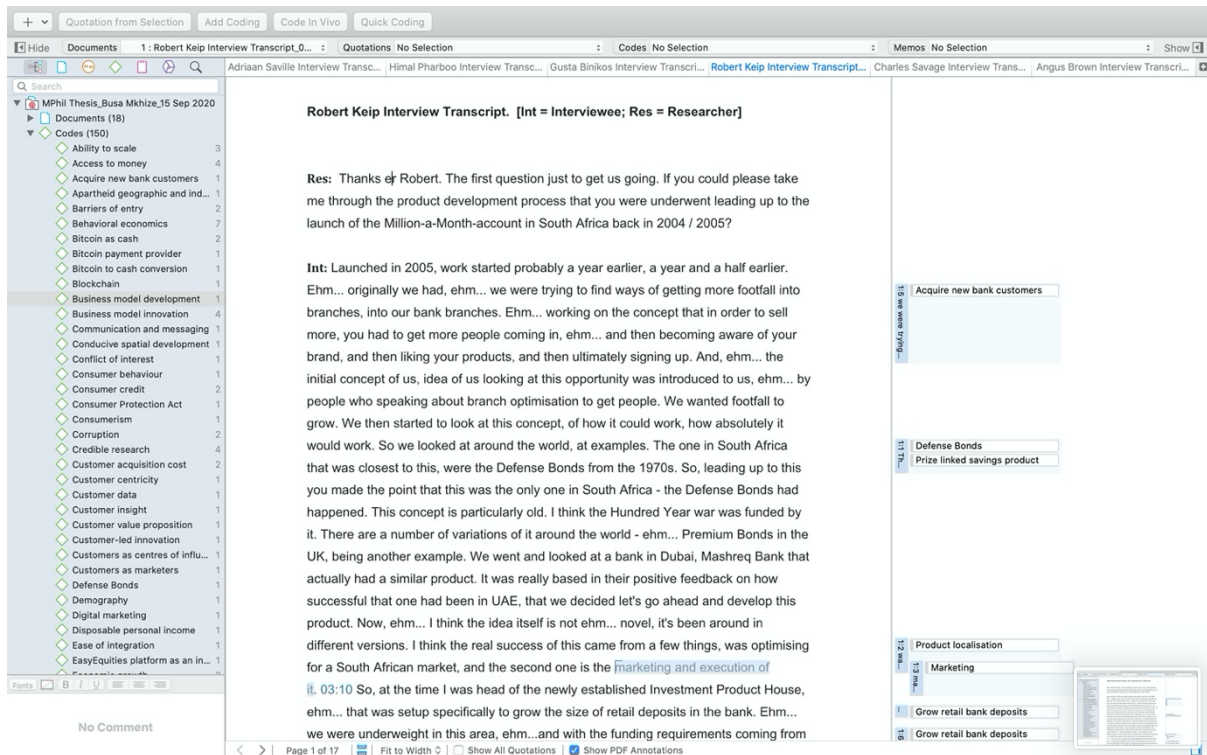 + Quotation from Selection Add Coding Code In Vivo Quick Coding
Hide Documents 1 : Robert Keip Interview Transcript_0... Quotations No Selection Codes No Selection Memos No Selection Show
Adriaan Saville Interview Transc... Himal Pharboo Interview Transc... Gusta Binikos Interview Transcri... Robert Keip Interview Transcript... Charles Savage Interview Trans... Angus Brown Interview Transcri...
Search
MPhil Thesis_Busa Mkhize_15 Sep 2020
Documents (18)
Codes (150)
Ability to scale 3
Access to money 4
Acquire new bank customers 1
Apartheid geographic and ind... 1
Barriers of entry 2
Behavioral economics 7
Bitcoin as cash 2
Bitcoin payment provider 1
Bitcoin to cash conversion 1
Blockchain 1
Business model development 1
Business model innovation 4
Communication and messaging 1
Conducive spatial development 1
Conflict of interest 1
Consumer behaviour 1
Consumer credit 2
Consumer Protection Act 1
Consumerism 1
Corruption 2
Credible research 4
Customer acquisition cost 2
Customer centricity 1
Customer data 1
Customer insight 1
Customer value proposition 1
Customer-led innovation 1
Customers as centres of influ... 1
Customers as marketers 1
Defense Bonds 1
Demography 1
Digital marketing 1
Disposable personal income 1
Ease of integration 1
EasyEquities platform as an in... 1
Fonts B I U
No Comment
Robert Keip Interview Transcript. [Int = Interviewee; Res = Researcher]
Res: Thanks er Robert. The first question just to get us going. If you could please take
me through the product development process that you were underwent leading up to the
launch of the Million-a-Month-account in South Africa back in 2004 / 2005?
Int: Launched in 2005, work started probably a year earlier, a year and a half earlier.
Ehm... originally we had, ehm... we were trying to find ways of getting more footfall into
branches, into our bank branches. Ehm... working on the concept that in order to sell
more, you had to get more people coming in, ehm... and then becoming aware of your
brand, and then liking your products, and then ultimately signing up. And, ehm... the
initial concept of us, idea of us looking at this opportunity was introduced to us, ehm... by
people who speaking about branch optimisation to get people. We wanted footfall to
grow. We then started to look at this concept, of how it could work, how absolutely it
would work. So we looked at around the world, at examples. The one in South Africa
that was closest to this, were the Defense Bonds from the 1970s. So, leading up to this
you made the point that this was the only one in South Africa - the Defense Bonds had
happened. This concept is particularly old. I think the Hundred Year war was funded by
it. There are a number of variations of it around the world - ehm... Premium Bonds in the
UK, being another example. We went and looked at a bank in Dubai, Mashreq Bank that
actually had a similar product. It was really based in their positive feedback on how
successful that one had been in UAE, that we decided let's go ahead and develop this
product. Now, ehm... I think the idea itself is not ehm... novel, it's been around in
different versions. I think the real success of this came from a few things, was optimising
for a South African market, and the second one is the marketing and execution of
it. 03:10 So, at the time I was head of the newly established Investment Product House,
ehm... that was setup specifically to grow the size of retail deposits in the bank. Ehm...
we were underweight in this area, ehm...and with the funding requirements coming from
1:5 we were trying...
Acquire new bank customers
1:1 Th...
Defense Bonds
Prize linked savings product
1:2 wa...
Product localisation
1:3 ma...
Marketing
Grow retail bank deposits
Grow retail bank deposits
Page 1 of 17 Fit to Width Show All Quotations Show PDF Annotations